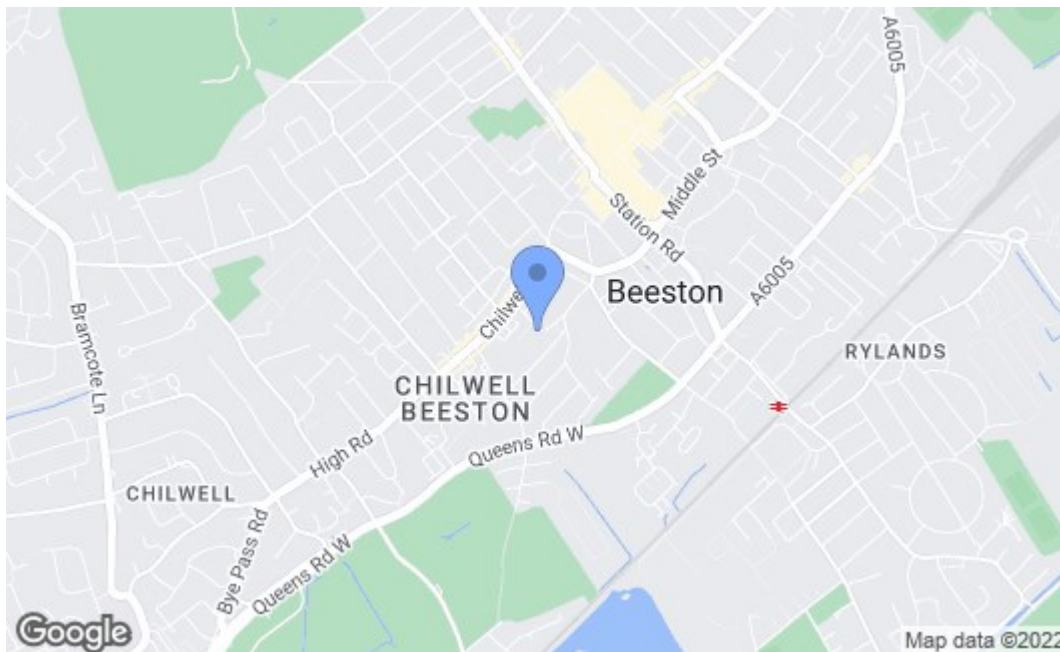 A6005
Middle St
Station Rd
Beeston
A6005
Chilwe
RYLANDS
Bramcote Ln
CHILWELL
BEESTON
High Rd
Queens Rd W
CHILWELL
Bye Pass Rd
Queens Rd W
Google
Map data ©2022